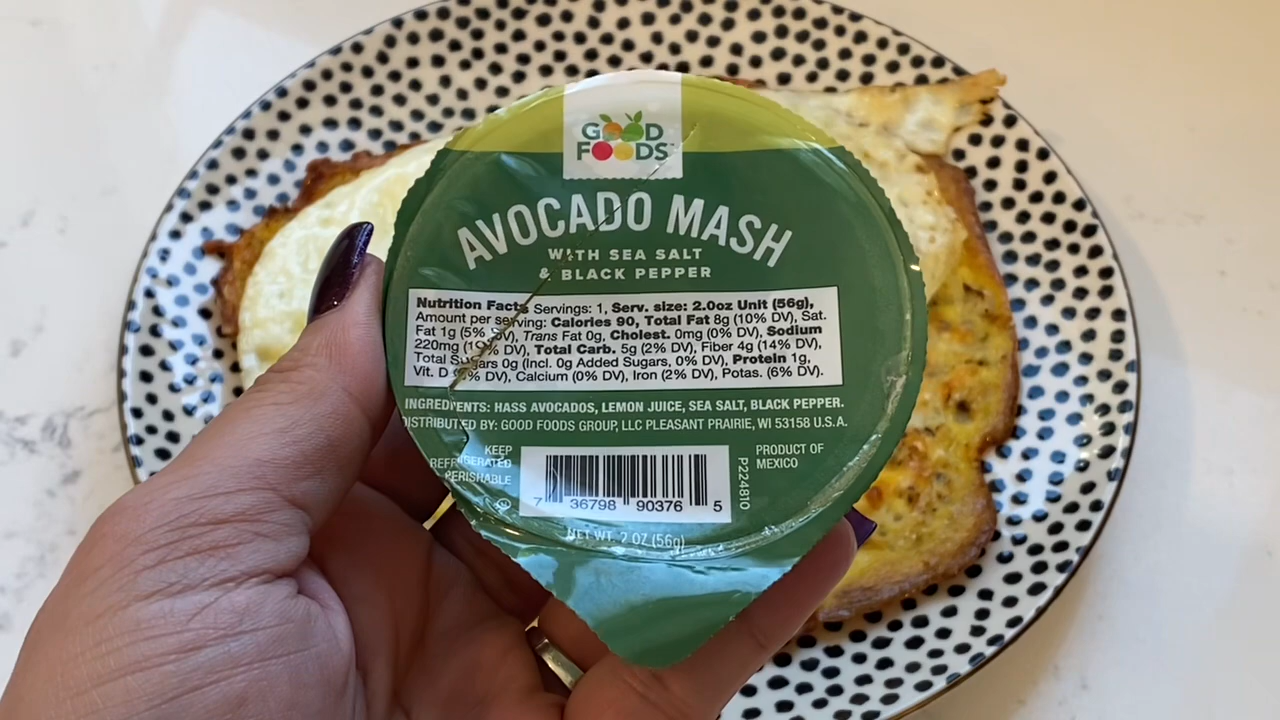 GOOD
FOODS™
AVOCADO MASH
WITH SEA SALT
& BLACK PEPPER
Nutrition Facts Servings: 1, Serv. size: 2.0oz Unit (56g),
Amount per serving: Calories 90, Total Fat 8g (10% DV), Sat.
Fat 1g (5% DV), Trans Fat 0g, Cholest. 0mg (0% DV), Sodium
220mg (10% DV), Total Carb. 5g (2% DV), Fiber 4g (14% DV),
Total Sugars 0g (Incl. 0g Added Sugars, 0% DV), Protein 1g,
Vit. D (0% DV), Calcium (0% DV), Iron (2% DV), Potas. (6% DV).
INGREDIENTS: HASS AVOCADOS, LEMON JUICE, SEA SALT, BLACK PEPPER.
DISTRIBUTED BY: GOOD FOODS GROUP, LLC PLEASANT PRAIRIE, WI 53158 U.S.A.
KEEP
REFRIGERATED
PERISHABLE
7 36798 90376 5
P224810
PRODUCT OF
MEXICO
NET WT. 2 OZ (56g)